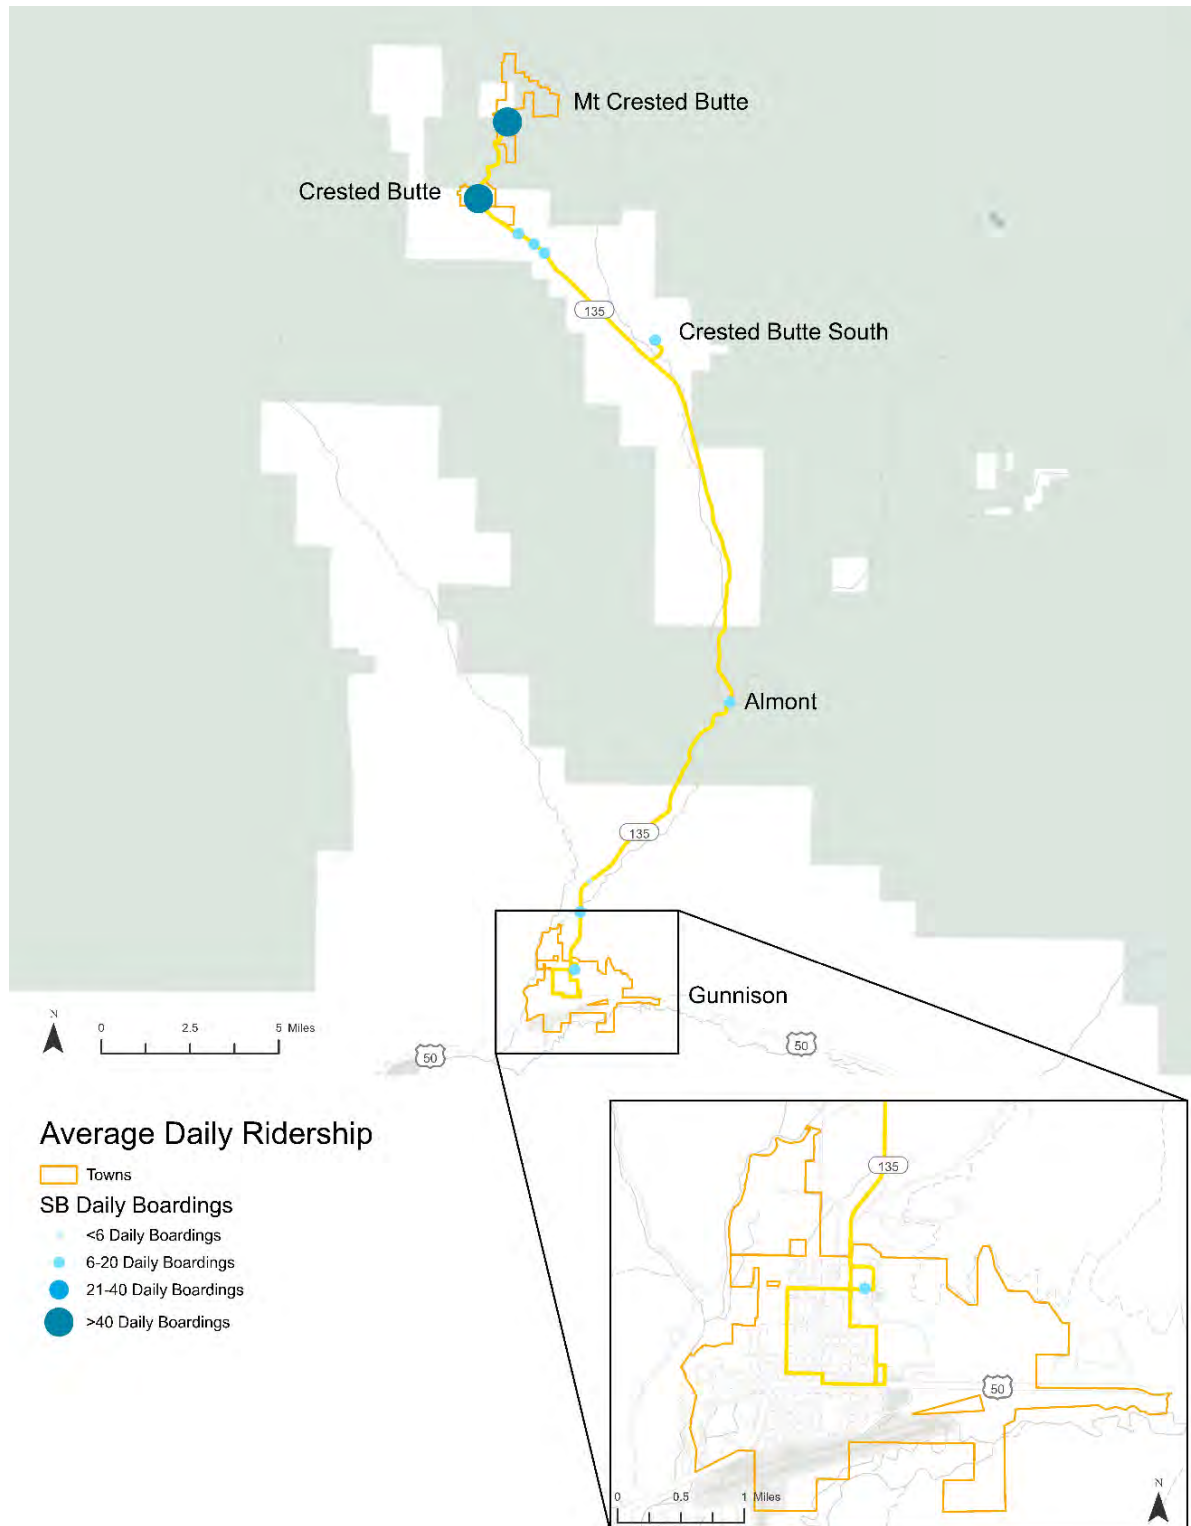 Mt Crested Butte
Crested Butte
135
Crested Butte South
Almont
135
Gunnison
N
0 2.5 5 Miles
50
50
Average Daily Ridership
Towns
SB Daily Boardings
<6 Daily Boardings
6-20 Daily Boardings
21-40 Daily Boardings
>40 Daily Boardings
135
50
0 0.5 1 Miles
N